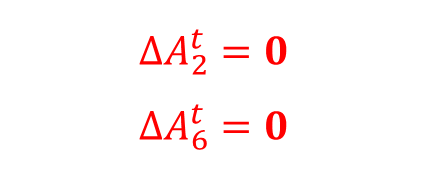 ΔA₂ᵗ = 0
ΔA₆ᵗ = 0